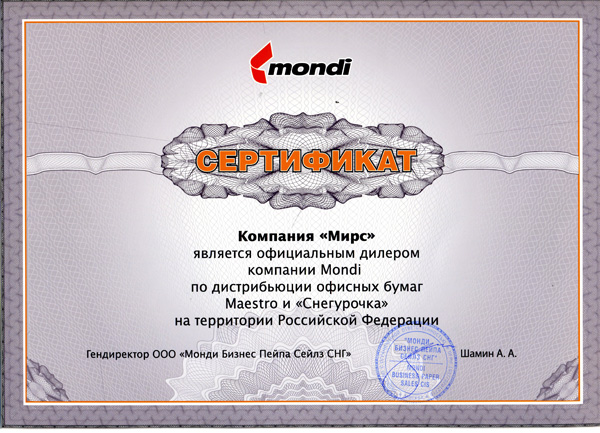 mondi
СЕРТИФИКАТ
Компания «Мирс»
является официальным дилером
компании Mondi
по дистрибьюции офисных бумаг
Maestro и «Снегурочка»
на территории Российской Федерации
Гендиректор ООО «Монди Бизнес Пейпа Сейлз СНГ»
"МОНДИ
БИЗНЕС ПЕЙПА
СЕЙЛЗ СНГ"
MONDI
BUSINESS PAPER
SALES CIS
Шамин А. А.